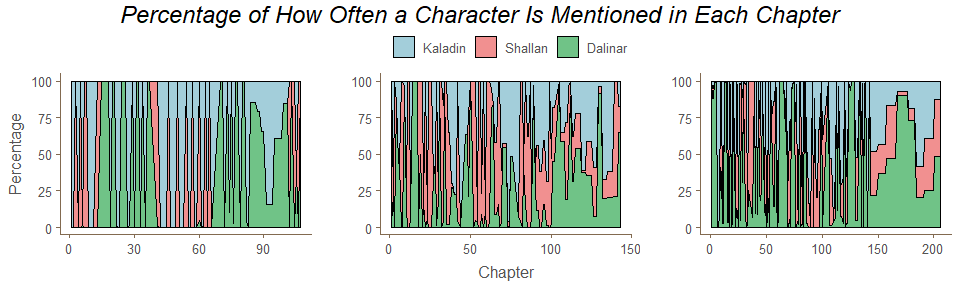 Percentage of How Often a Character Is Mentioned in Each Chapter
Kaladin Shallan Dalinar
Percentage
100
75
50
25
0
0 30 60 90
100
75
50
25
0
0 50 100 150
100
75
50
25
0
0 50 100 150 200
Chapter